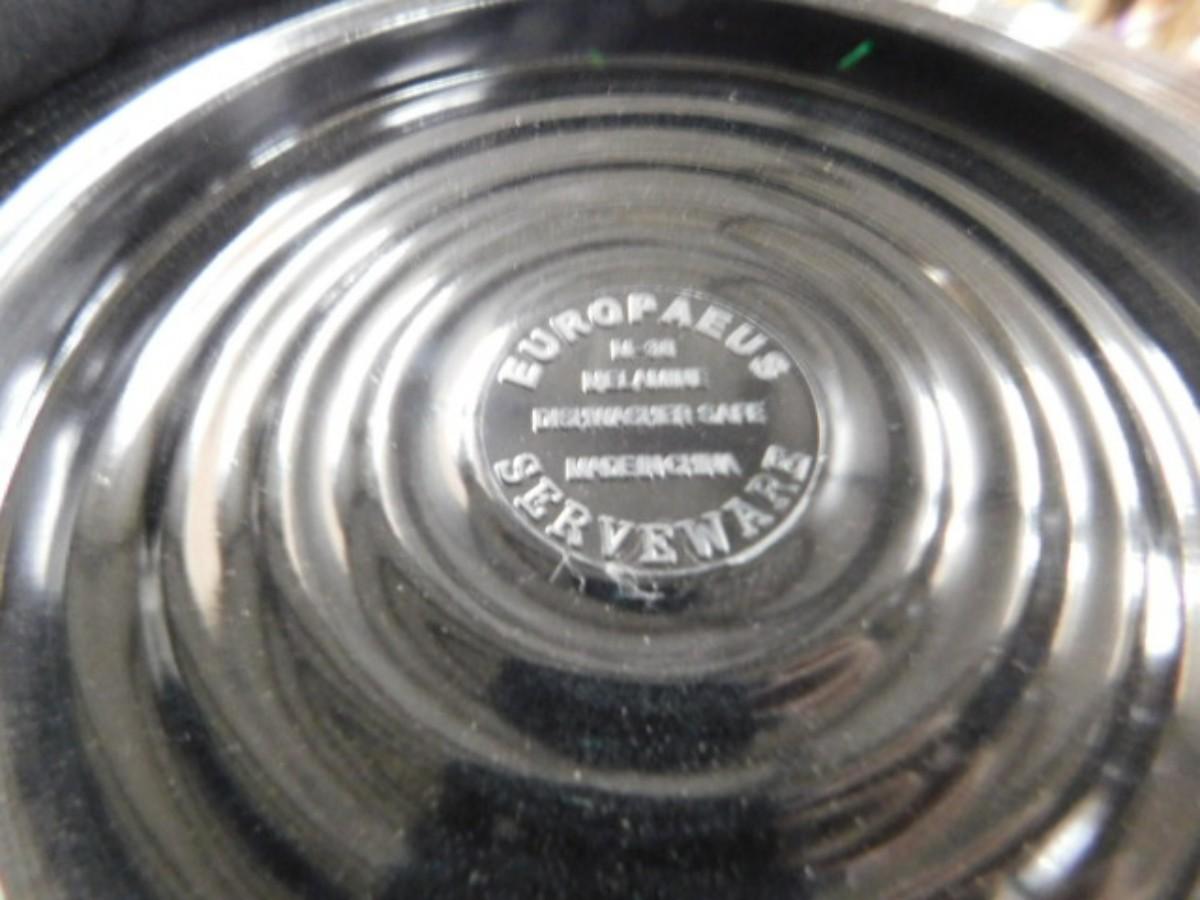 EUROPAEUS
MELAMINE
DISHWASHER SAFE
MADE IN CHINA
SERVEWARE